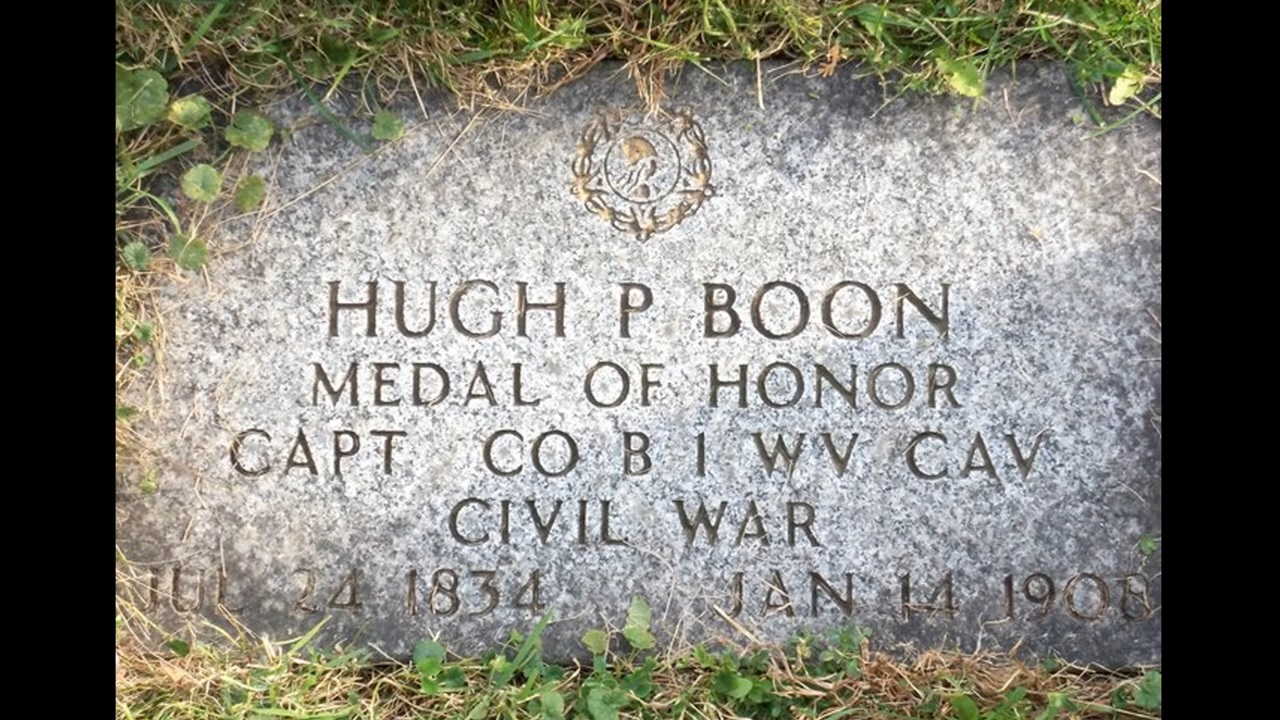 HUGH P BOON
MEDAL OF HONOR
CAPT CO B 1 WV CAV
CIVIL WAR
JUL 24 1834 JAN 14 1908